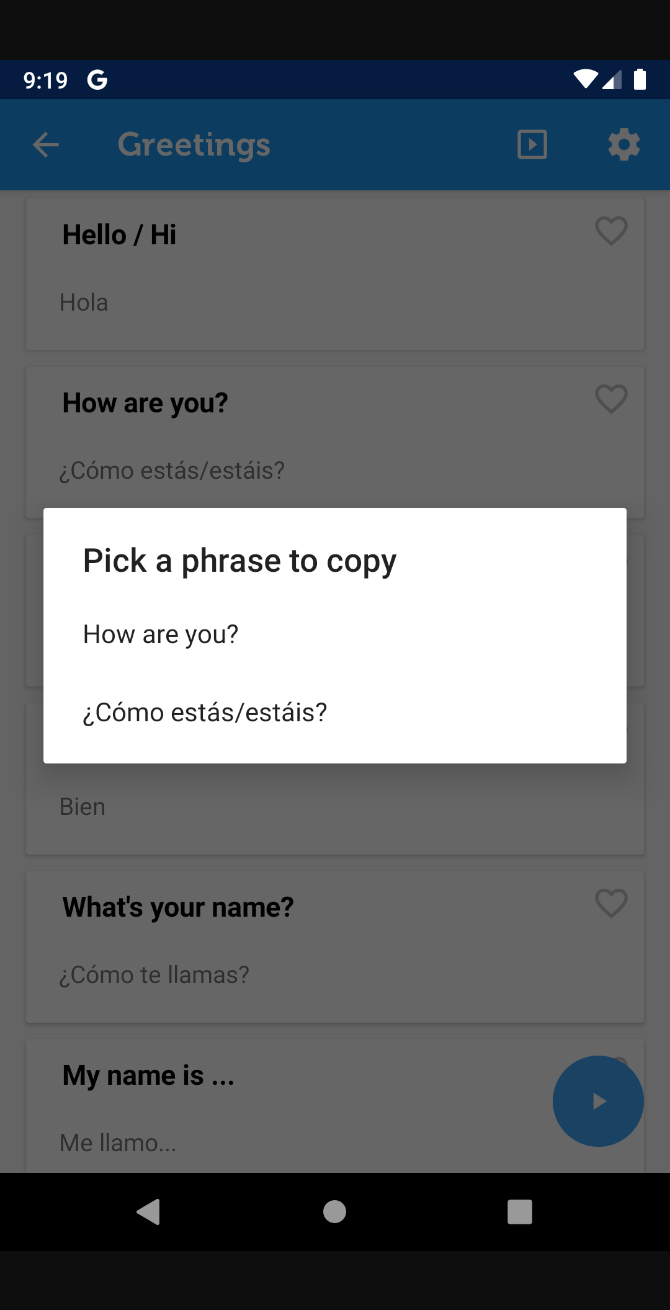 9:19 G
Greetings
Hello / Hi
Hola
How are you?
¿Cómo estás/estáis?
Pick a phrase to copy
How are you?
¿Cómo estás/estáis?
Bien
What's your name?
¿Cómo te llamas?
My name is ...
Me llamo...